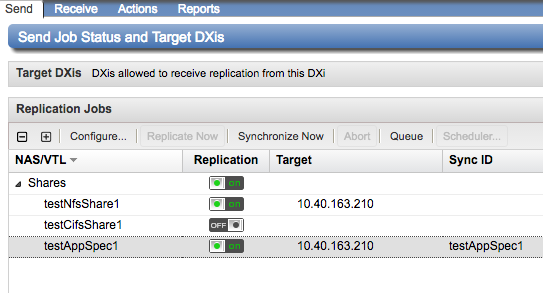 Send Receive Actions Reports
Send Job Status and Target DXis
Target DXis DXis allowed to receive replication from this DXi
Replication Jobs
Configure... Replicate Now Synchronize Now Abort Queue Scheduler...
NAS/VTL Replication Target Sync ID
Shares on
testNfsShare1 on 10.40.163.210
testCifsShare1 OFF
testAppSpec1 on 10.40.163.210 testAppSpec1